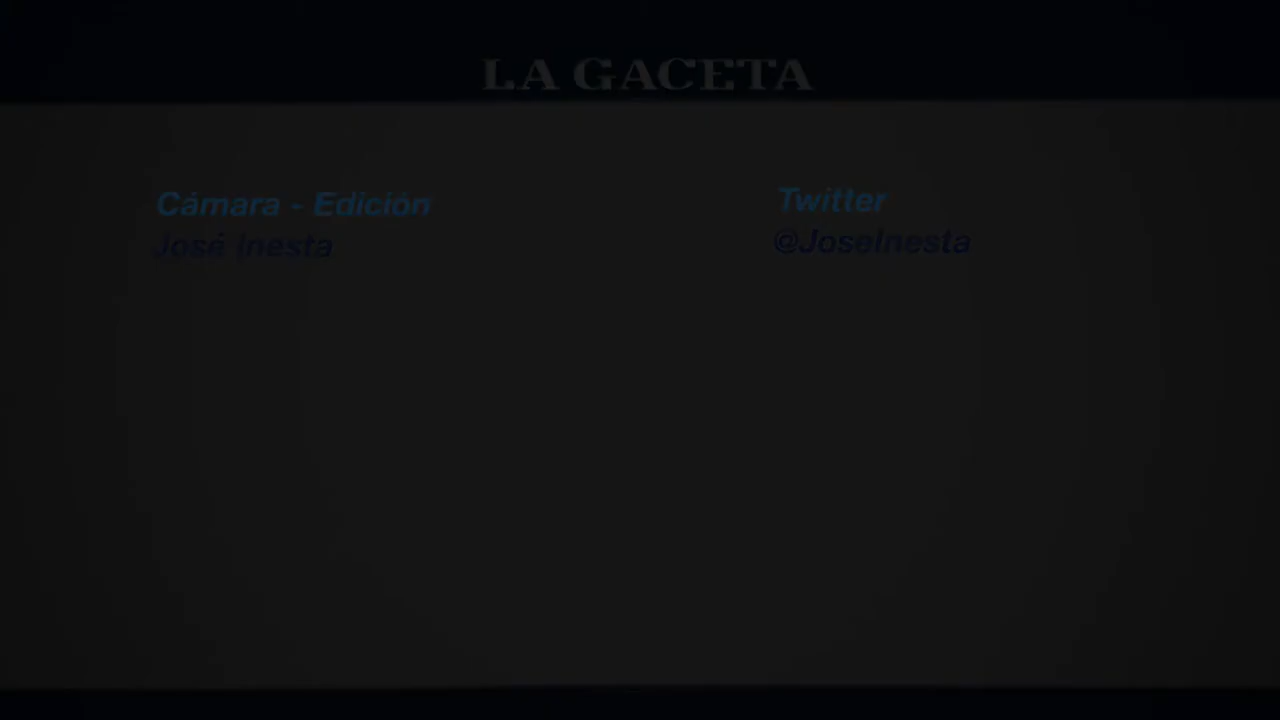 LA GACETA
Cámara - Edición
José Inesta
Twitter
@JoseInesta